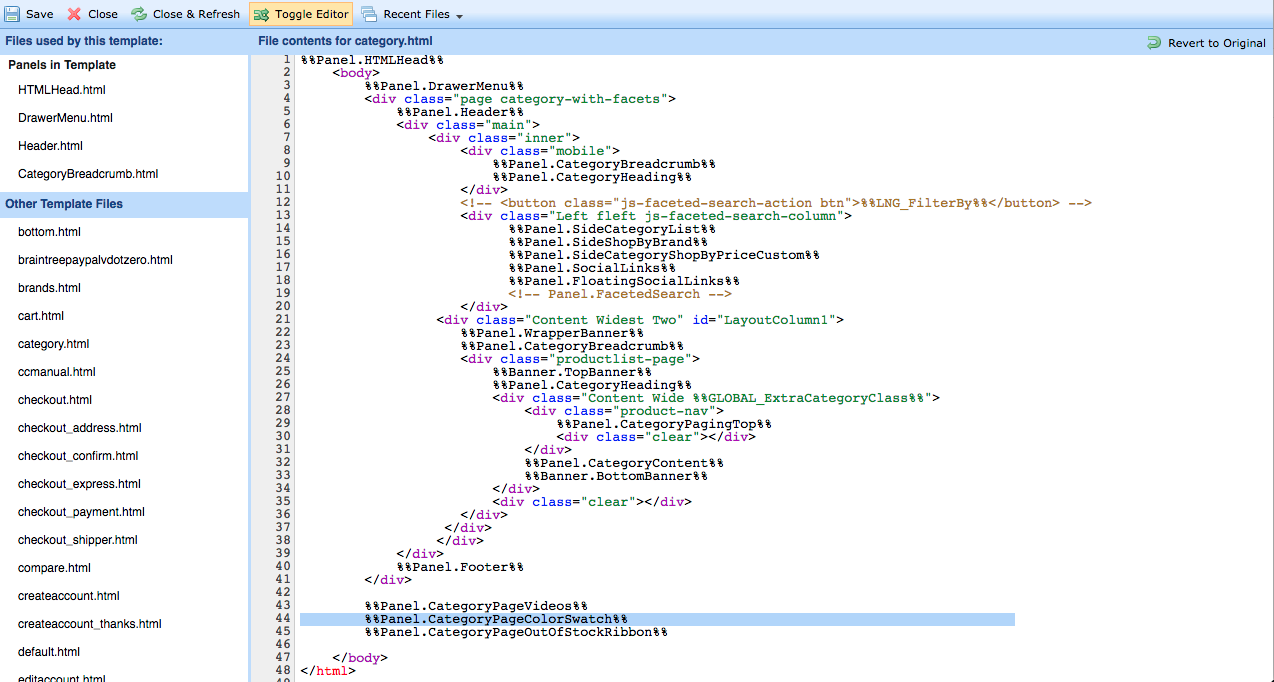 Save Close Close & Refresh Toggle Editor Recent Files
Files used by this template:
File contents for category.html
Revert to Original
Panels in Template
HTMLHead.html
DrawerMenu.html
Header.html
CategoryBreadcrumb.html
Other Template Files
bottom.html
braintreepaypalvdotzero.html
brands.html
cart.html
category.html
ccmanual.html
checkout.html
checkout_address.html
checkout_confirm.html
checkout_express.html
checkout_payment.html
checkout_shipper.html
compare.html
createaccount.html
createaccount_thanks.html
default.html
editaccount.html
1 %%Panel.HTMLHead%%
2 <body>
3 %%Panel.DrawerMenu%%
4 <div class="page category-with-facets">
5 %%Panel.Header%%
6 <div class="main">
7 <div class="inner">
8 <div class="mobile">
9 %%Panel.CategoryBreadcrumb%%
10 %%Panel.CategoryHeading%%
11 </div>
12 <!-- <button class="js-faceted-search-action btn">%%LNG_FilterBy%%</button> -->
13 <div class="Left fleft js-faceted-search-column">
14 %%Panel.SideCategoryList%%
15 %%Panel.SideShopByBrand%%
16 %%Panel.SideCategoryShopByPriceCustom%%
17 %%Panel.SocialLinks%%
18 %%Panel.FloatingSocialLinks%%
19 <!-- Panel.FacetedSearch -->
20 </div>
21 <div class="Content Widest Two" id="LayoutColumn1">
22 %%Panel.WrapperBanner%%
23 %%Panel.CategoryBreadcrumb%%
24 <div class="productlist-page">
25 %%Banner.TopBanner%%
26 %%Panel.CategoryHeading%%
27 <div class="Content Wide %%GLOBAL_ExtraCategoryClass%%">
28 <div class="product-nav">
29 %%Panel.CategoryPagingTop%%
30 <div class="clear"></div>
31 </div>
32 %%Panel.CategoryContent%%
33 %%Banner.BottomBanner%%
34 </div>
35 <div class="clear"></div>
36 </div>
37 </div>
38 </div>
39 </div>
40 %%Panel.Footer%%
41 </div>
42
43 %%Panel.CategoryPageVideos%%
44 %%Panel.CategoryPageColorSwatch%%
45 %%Panel.CategoryPageOutOfStockRibbon%%
46
47 </body>
48 </html>